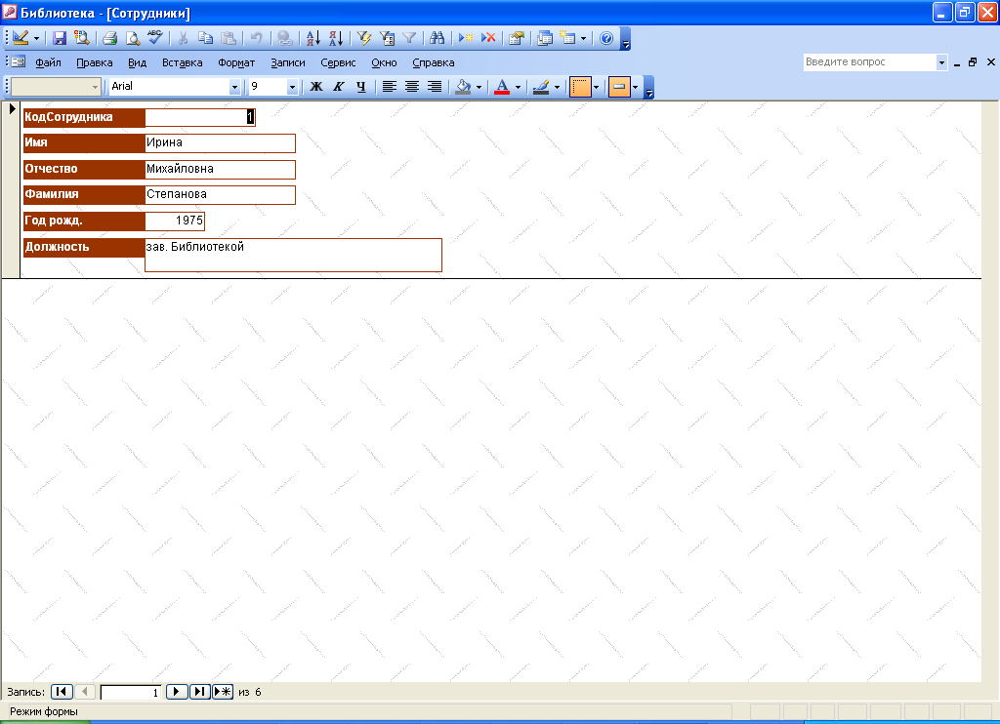 Библиотека - [Сотрудники]
Файл Правка Вид Вставка Формат Записи Сервис Окно Справка
Введите вопрос
Arial 9 Ж К Ч
КодСотрудника 1
Имя Ирина
Отчество Михайловна
Фамилия Степанова
Год рожд. 1975
Должность зав. Библиотекой
Запись: 1 из 6
Режим формы